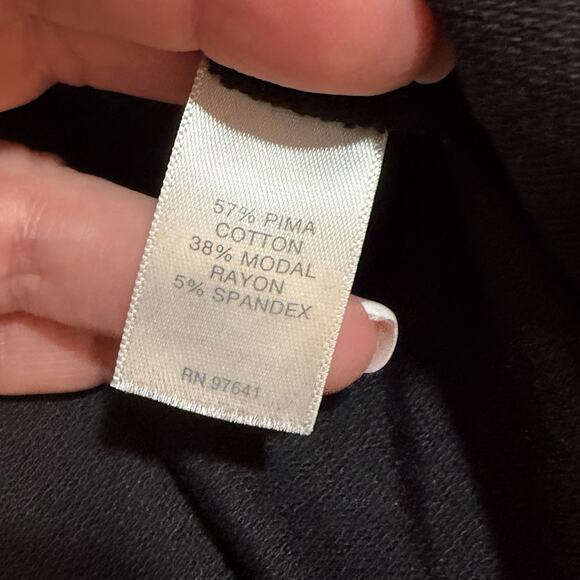 57% PIMA
COTTON
38% MODAL
RAYON
5% SPANDEX
RN 97641